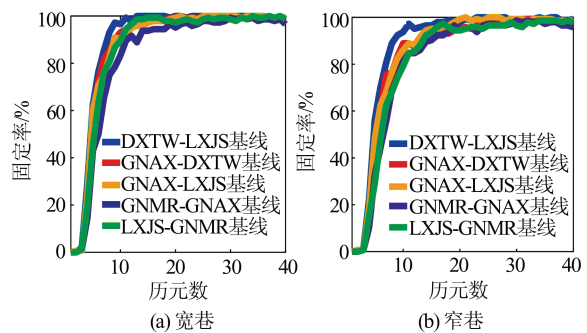 固定率/%
100
80
60
40
20
0
DXTW-LXJS基线
GNAX-DXTW基线
GNAX-LXJS基线
GNMR-GNAX基线
LXJS-GNMR基线
10 20 30 40
历元数
(a) 宽巷
固定率/%
100
80
60
40
20
0
DXTW-LXJS基线
GNAX-DXTW基线
GNAX-LXJS基线
GNMR-GNAX基线
LXJS-GNMR基线
10 20 30 40
历元数
(b) 窄巷